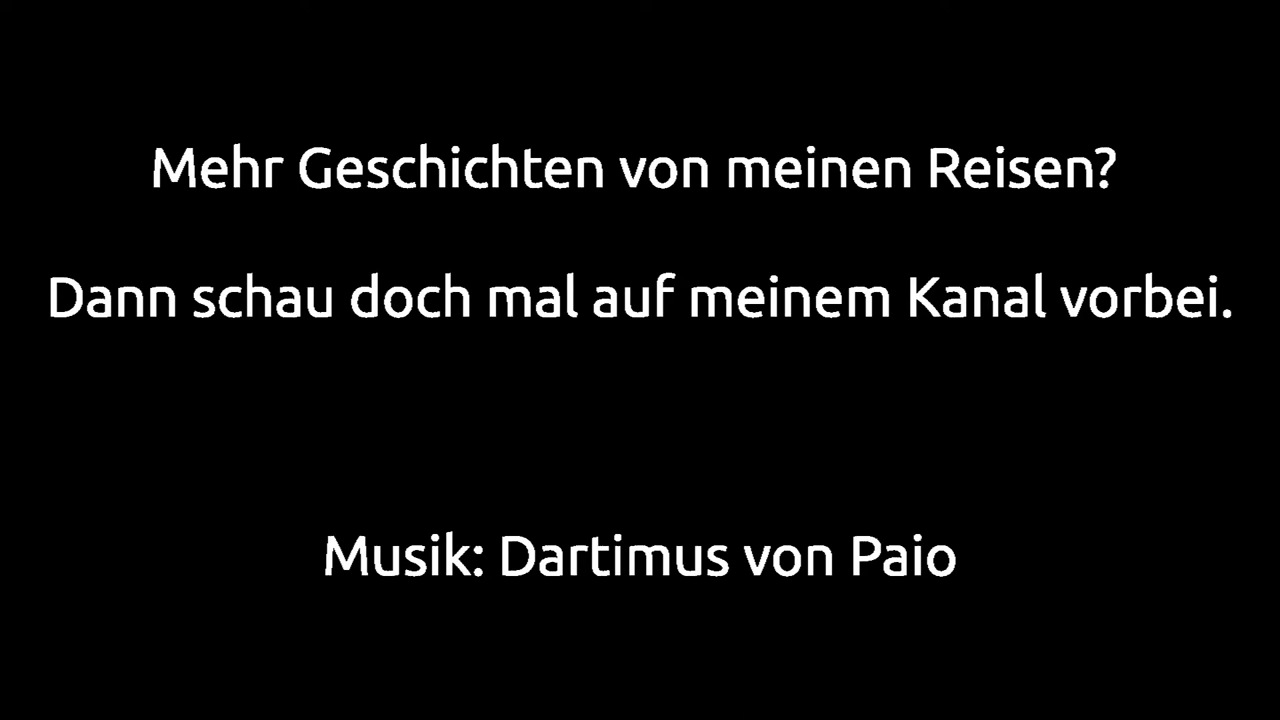 Mehr Geschichten von meinen Reisen?
Dann schau doch mal auf meinem Kanal vorbei.
Musik: Dartimus von Paio